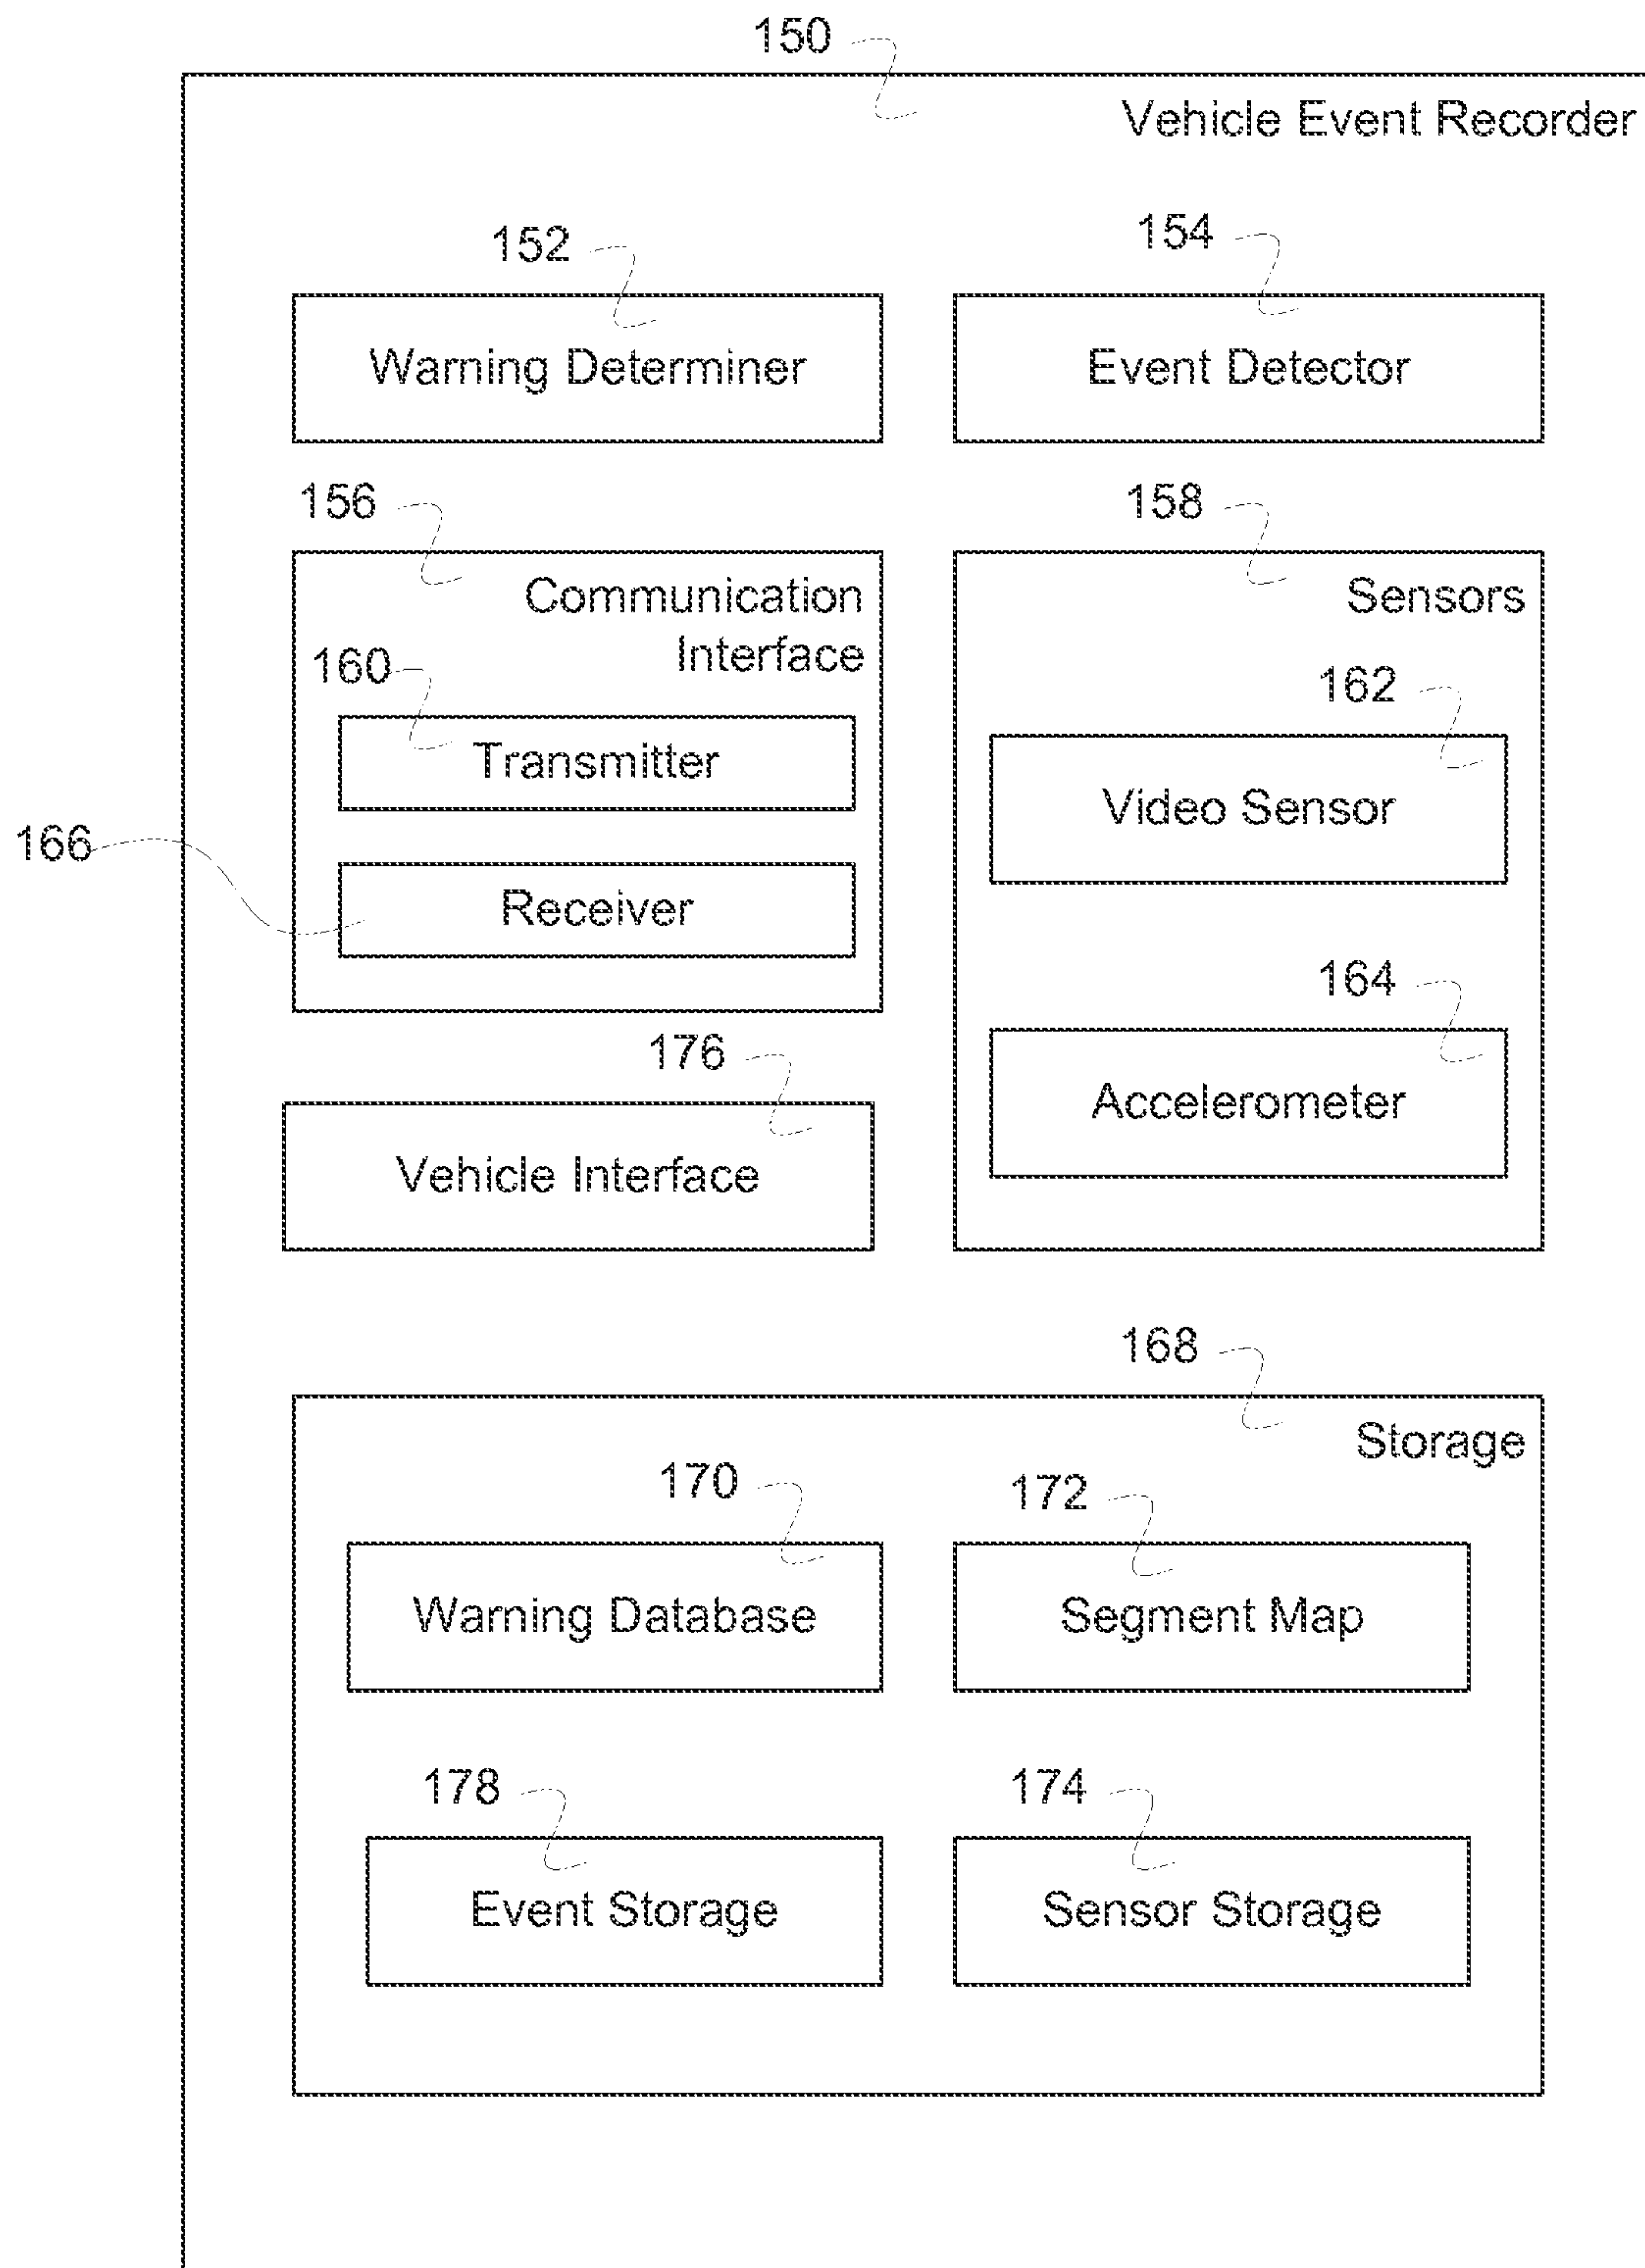 150
Vehicle Event Recorder
152
154
Warning Determiner
Event Detector
156
158
Communication
Interface
Sensors
160
162
Transmitter
Video Sensor
166
Receiver
164
176
Accelerometer
Vehicle Interface
168
Storage
170
172
Warning Database
Segment Map
178
174
Event Storage
Sensor Storage